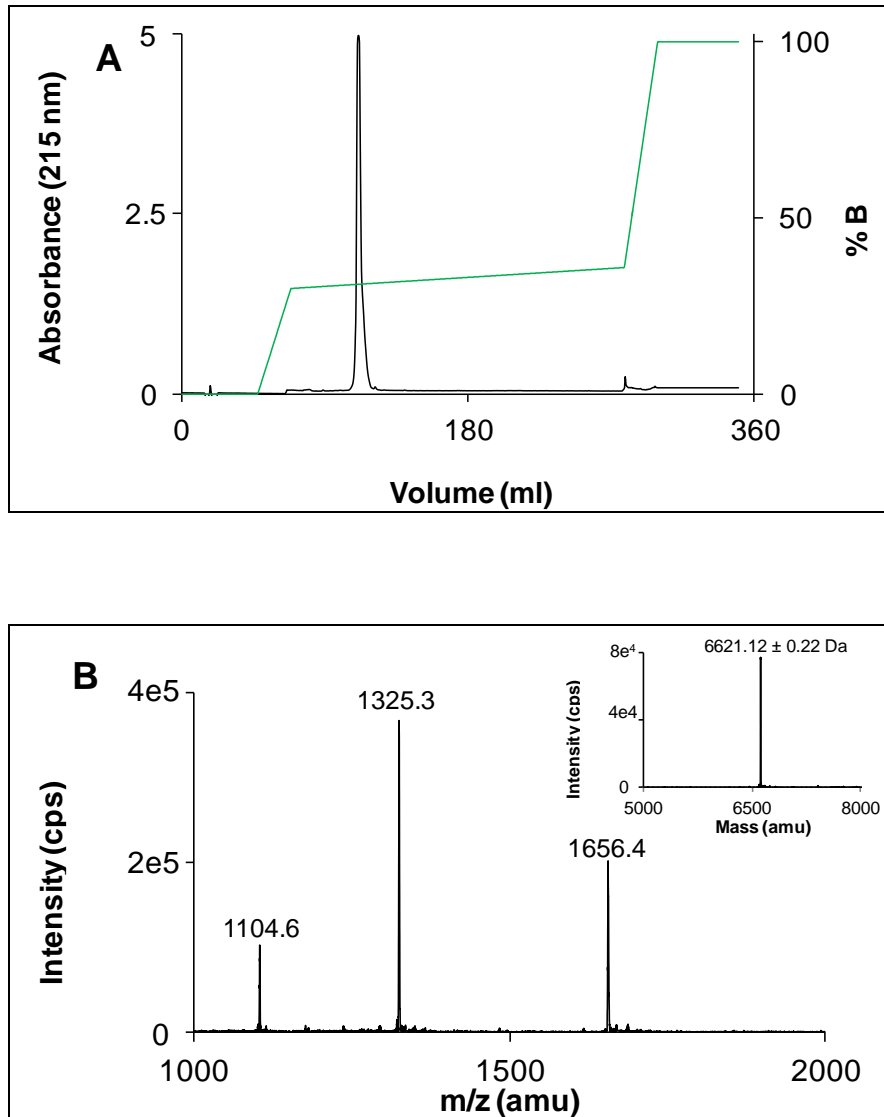 A
Absorbance (215 nm)
5
2.5
0
% B
100
50
0
0
180
360
Volume (ml)
B
Intensity (cps)
4e5
2e5
0
1104.6
1325.3
1656.4
1000
1500
2000
m/z (amu)
6621.12 ± 0.22 Da
Intensity (cps)
8e⁴
4e4
0
5000
6500
8000
Mass (amu)